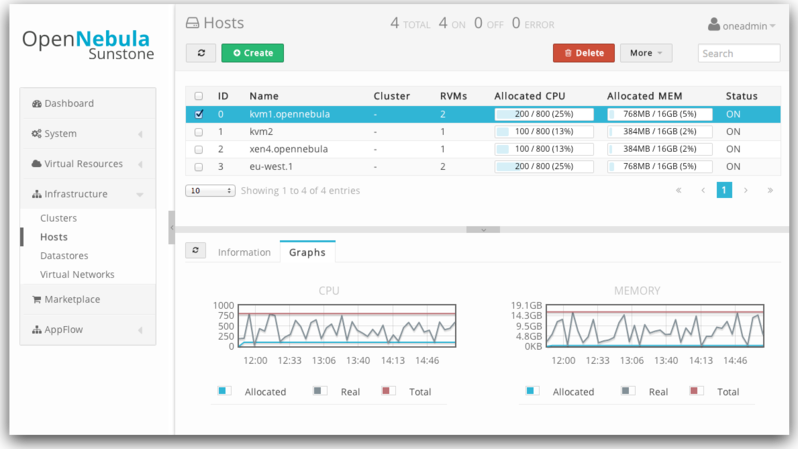 OpenNebula
Sunstone
Dashboard
System
Virtual Resources
Infrastructure
Clusters
Hosts
Datastores
Virtual Networks
Marketplace
AppFlow
Hosts 4 TOTAL 4 ON 0 OFF 0 ERROR oneadmin
Create Delete More Search
ID Name Cluster RVMs Allocated CPU Allocated MEM Status
0 kvm1.opennebula - 2 200 / 800 (25%) 768MB / 16GB (5%) ON
1 kvm2 - 1 100 / 800 (13%) 384MB / 16GB (2%) ON
2 xen4.opennebula - 1 100 / 800 (13%) 384MB / 16GB (2%) ON
3 eu-west.1 - 2 200 / 800 (25%) 768MB / 16GB (5%) ON
10 Showing 1 to 4 of 4 entries « ‹ 1 › »
Information Graphs
CPU
1000
750
500
250
0
12:00 12:33 13:06 13:40 14:13 14:46
Allocated Real Total
MEMORY
19.1GB
14.3GB
9.5GB
4.8GB
0KB
12:00 12:33 13:06 13:40 14:13 14:46
Allocated Real Total